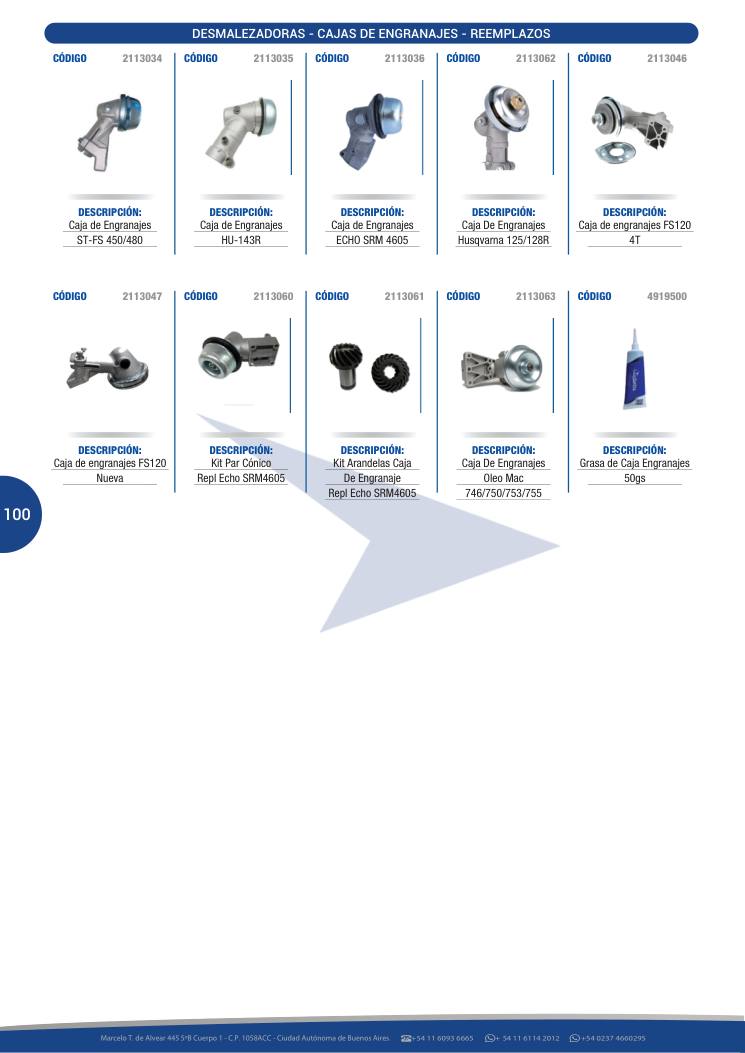 DESMALEZADORAS - CAJAS DE ENGRANAJES - REEMPLAZOS
CÓDIGO 2113034
DESCRIPCIÓN:
Caja de Engranajes
ST-FS 450/480
CÓDIGO 2113035
DESCRIPCIÓN:
Caja de Engranajes
HU-143R
CÓDIGO 2113036
DESCRIPCIÓN:
Caja de Engranajes
ECHO SRM 4605
CÓDIGO 2113062
DESCRIPCIÓN:
Caja De Engranajes
Husqvarna 125/128R
CÓDIGO 2113046
DESCRIPCIÓN:
Caja de engranajes FS120
4T
CÓDIGO 2113047
DESCRIPCIÓN:
Caja de engranajes FS120
Nueva
CÓDIGO 2113060
DESCRIPCIÓN:
Kit Par Cónico
Repl Echo SRM4605
CÓDIGO 2113061
DESCRIPCIÓN:
Kit Arandelas Caja
De Engranaje
Repl Echo SRM4605
CÓDIGO 2113063
DESCRIPCIÓN:
Caja De Engranajes
Oleo Mac
746/750/753/755
CÓDIGO 4919500
DESCRIPCIÓN:
Grasa de Caja Engranajes
50gs
100
Marcelo T. de Alvear 445 5ºB Cuerpo 1 - C.P. 1058ACC - Ciudad Autónoma de Buenos Aires. +54 11 6093 6665 + 54 11 6114 2012 +54 0237 4660295